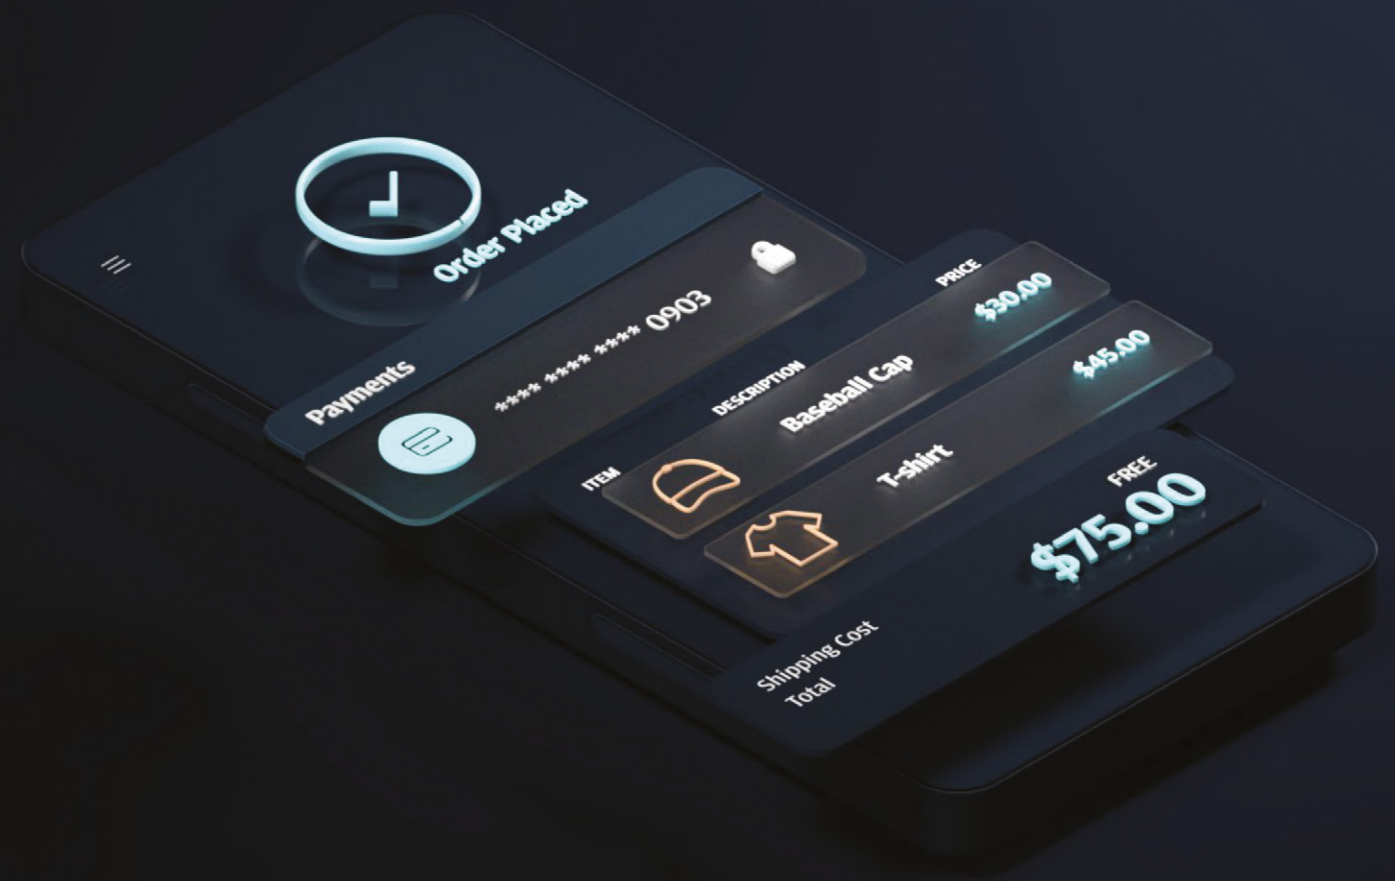 Order Placed
Payments
**** **** **** 0903
ITEM DESCRIPTION PRICE
Baseball Cap $30.00
T-shirt $45.00
Shipping Cost FREE
Total $75.00